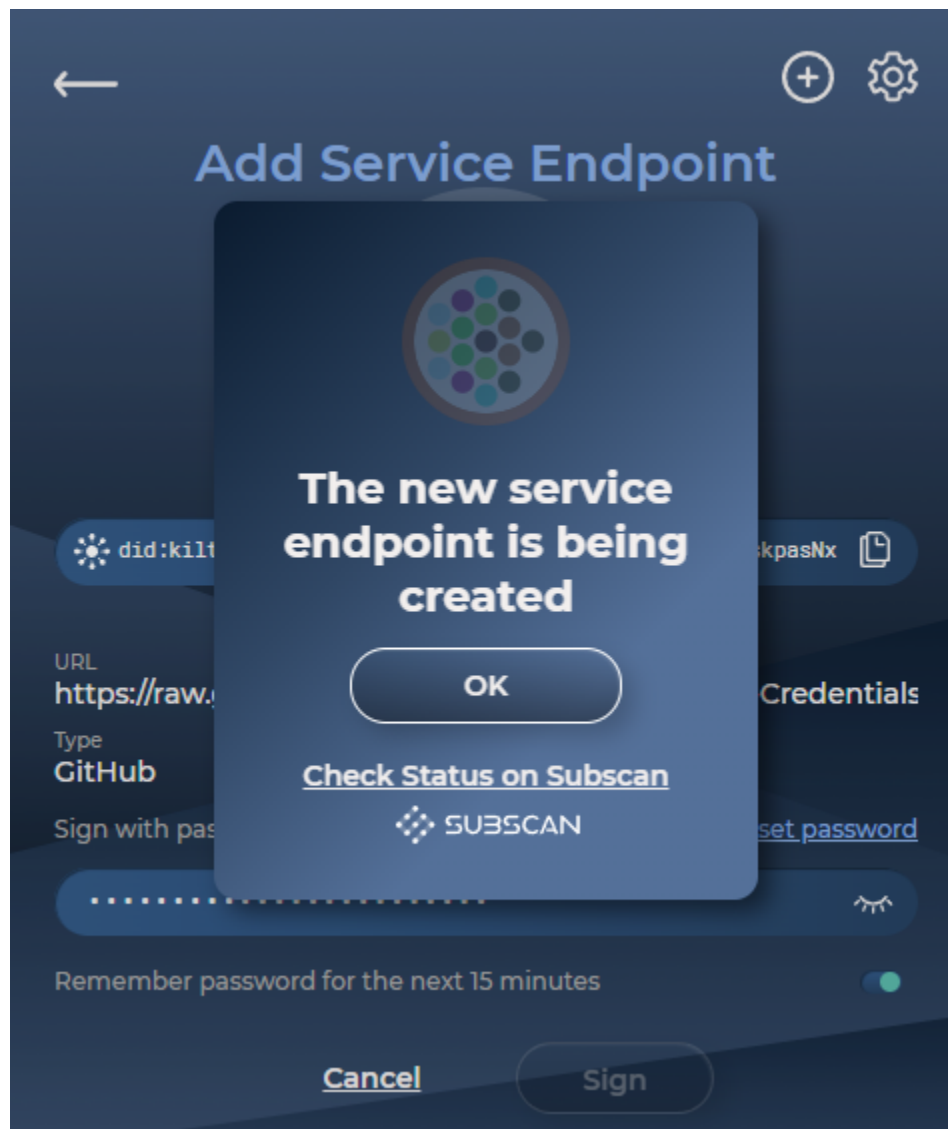 Add Service Endpoint
The new service
endpoint is being
created
did:kilt
kpasNx
OK
URL
https://raw.
Credentials
Type
GitHub
Check Status on Subscan
SUBSCAN
Sign with pas
set password
Remember password for the next 15 minutes
Cancel
Sign